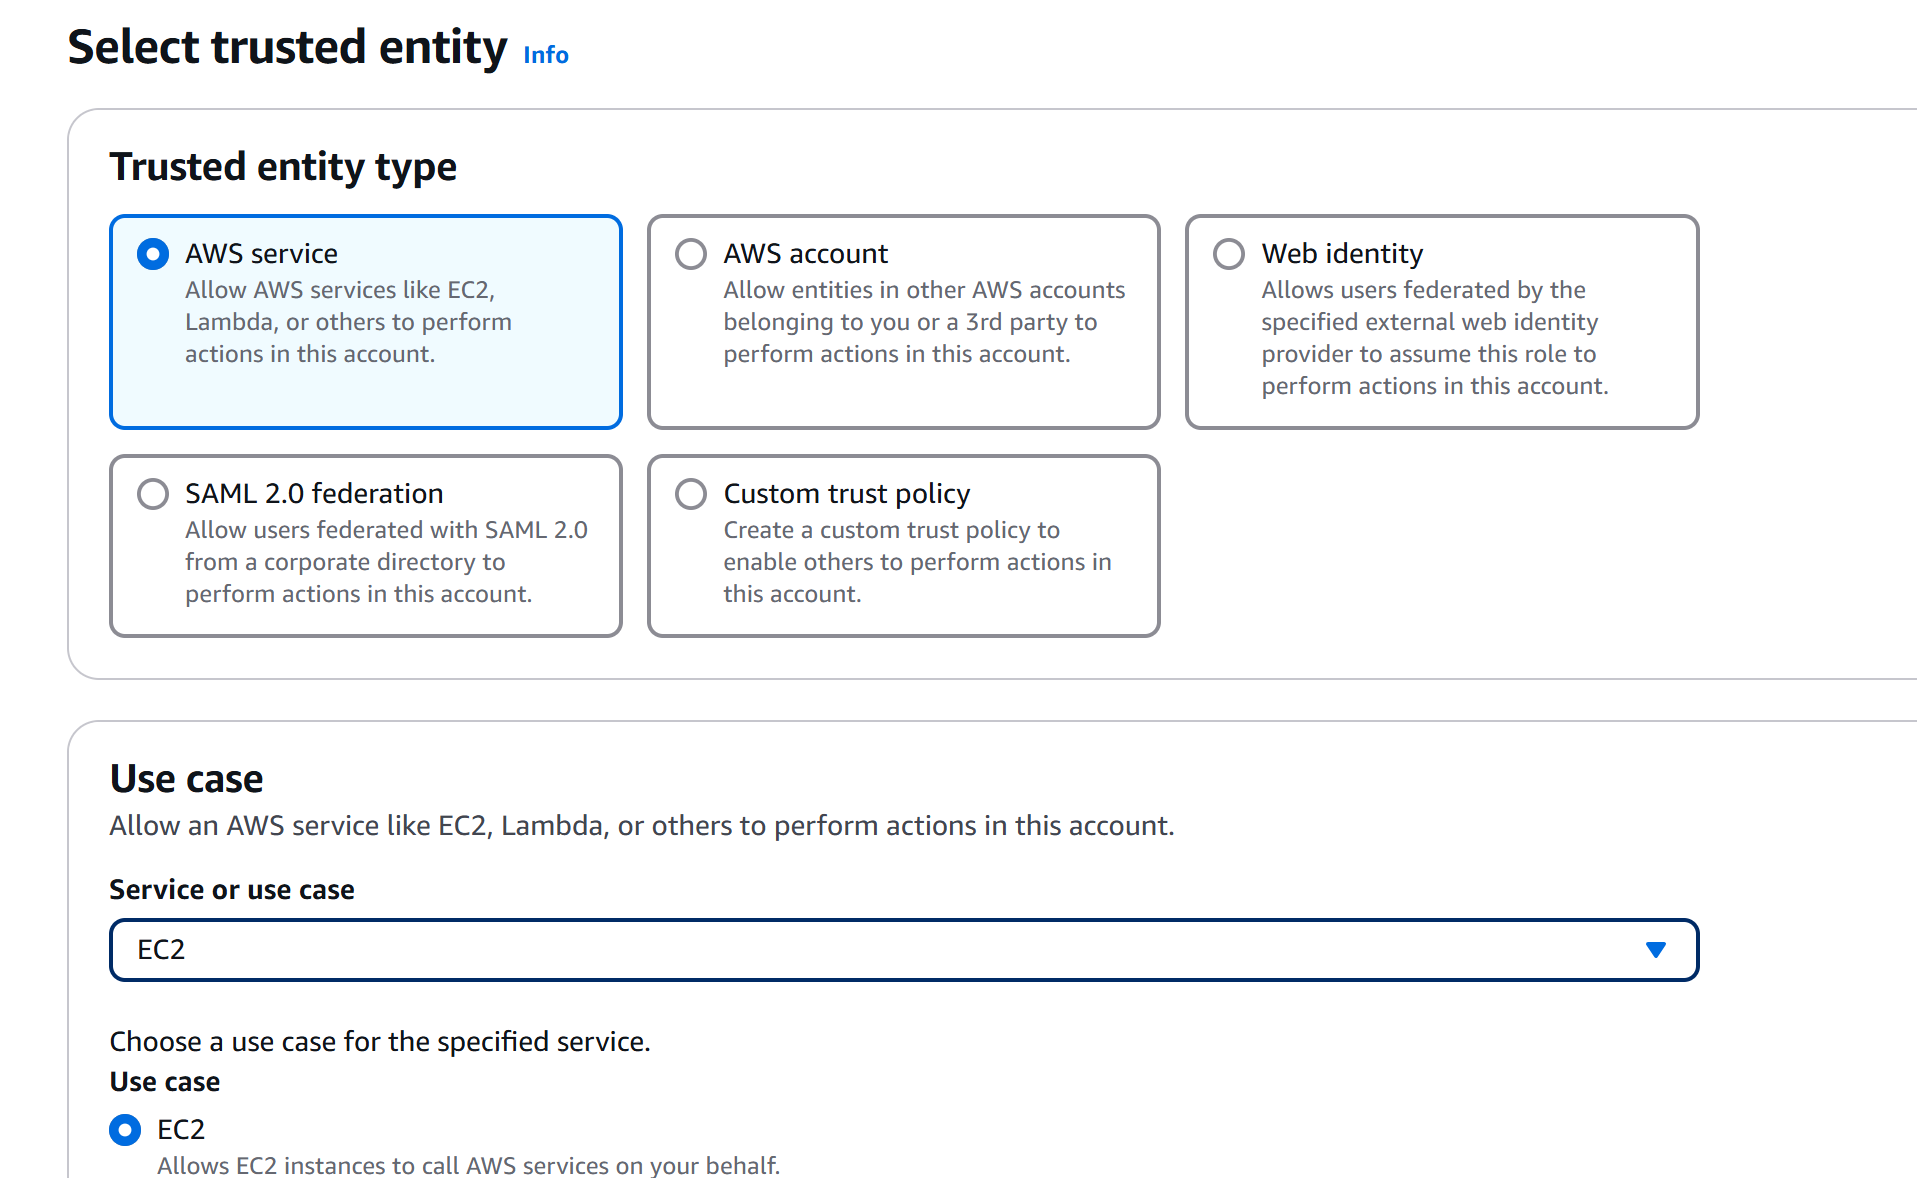 Select trusted entity Info
Trusted entity type
AWS service
Allow AWS services like EC2,
Lambda, or others to perform
actions in this account.
AWS account
Allow entities in other AWS accounts
belonging to you or a 3rd party to
perform actions in this account.
Web identity
Allows users federated by the
specified external web identity
provider to assume this role to
perform actions in this account.
SAML 2.0 federation
Allow users federated with SAML 2.0
from a corporate directory to
perform actions in this account.
Custom trust policy
Create a custom trust policy to
enable others to perform actions in
this account.
Use case
Allow an AWS service like EC2, Lambda, or others to perform actions in this account.
Service or use case
EC2
Choose a use case for the specified service.
Use case
EC2
Allows EC2 instances to call AWS services on your behalf.